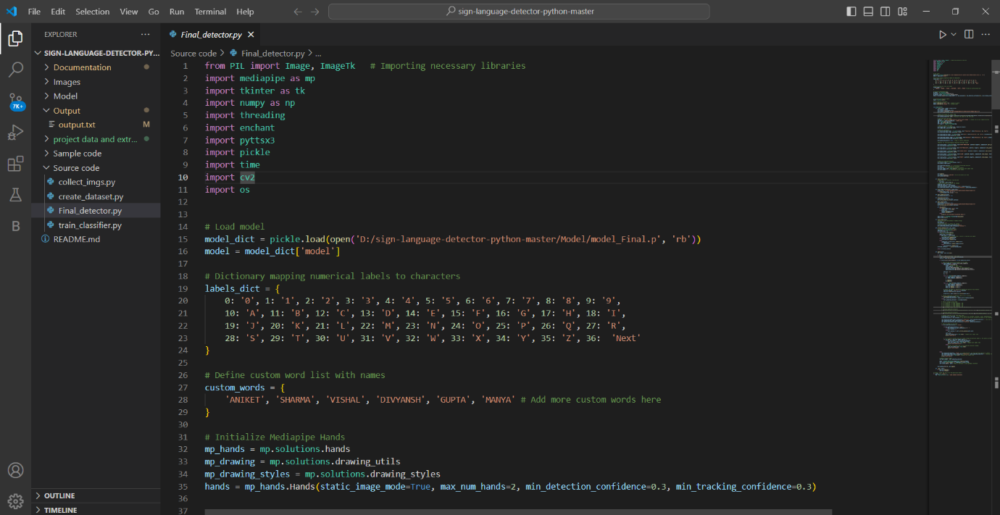 File Edit Selection View Go Run Terminal Help
sign-language-detector-python-master
EXPLORER
SIGN-LANGUAGE-DETECTOR-PY...
Documentation
Images
Model
Output
output.txt M
project data and extr...
Sample code
Source code
collect_imgs.py
create_dataset.py
Final_detector.py
train_classifier.py
README.md
OUTLINE
TIMELINE
7K+
B
Final_detector.py
Source code > Final_detector.py > ...
1 from PIL import Image, ImageTk   # Importing necessary libraries
2 import mediapipe as mp
3 import tkinter as tk
4 import numpy as np
5 import threading
6 import enchant
7 import pyttsx3
8 import pickle
9 import time
10 import cv2
11 import os
12
13
14 # Load model
15 model_dict = pickle.load(open('D:/sign-language-detector-python-master/Model/model_Final.p', 'rb'))
16 model = model_dict['model']
17
18 # Dictionary mapping numerical labels to characters
19 labels_dict = {
20     0: '0', 1: '1', 2: '2', 3: '3', 4: '4', 5: '5', 6: '6', 7: '7', 8: '8', 9: '9',
21     10: 'A', 11: 'B', 12: 'C', 13: 'D', 14: 'E', 15: 'F', 16: 'G', 17: 'H', 18: 'I',
22     19: 'J', 20: 'K', 21: 'L', 22: 'M', 23: 'N', 24: 'O', 25: 'P', 26: 'Q', 27: 'R',
23     28: 'S', 29: 'T', 30: 'U', 31: 'V', 32: 'W', 33: 'X', 34: 'Y', 35: 'Z', 36:  'Next'
24 }
25
26 # Define custom word list with names
27 custom_words = {
28     'ANIKET', 'SHARMA', 'VISHAL', 'DIVYANSH', 'GUPTA', 'MANYA' # Add more custom words here
29 }
30
31 # Initialize Mediapipe Hands
32 mp_hands = mp.solutions.hands
33 mp_drawing = mp.solutions.drawing_utils
34 mp_drawing_styles = mp.solutions.drawing_styles
35 hands = mp_hands.Hands(static_image_mode=True, max_num_hands=2, min_detection_confidence=0.3, min_tracking_confidence=0.3)
36
37